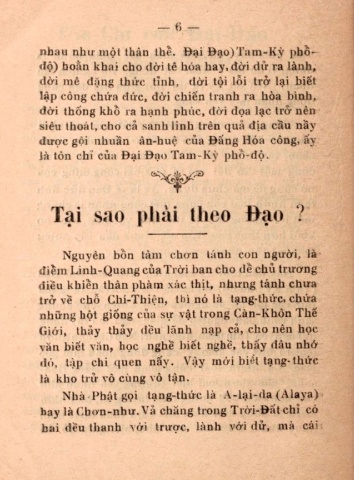 — 6 —
nhau như một thân thể. Đại Đạo) Tam-Kỳ phổ-
độ) hoằn khai cho đời tê hóa hay, đời dử ra lành,
đời mê đặng thức tỉnh, đời tội lỗi trở lại biết
lập công chứa đức, đời chiến tranh ra hòa bình,
đời thống khổ ra hạnh phúc, đời đọa lạc trở nên
siêu thoát, cho cả sanh linh trên quả địa cầu nầy
được gội nhuần ân-huệ của Đấng Hóa công, ấy
là tôn chỉ của Đại Đạo Tam-Kỳ phổ-độ.
Tại sao phải theo Đạo ?
Nguyên bổn tâm chơn tánh con người, là
điểm Linh-Quang của Trời ban cho để chủ trương
điều khiển thân phàm xác thịt, nhưng tánh chưa
trở về chỗ Chí-Thiện, thì nó là tạng-thức, chứa
những hột giống của sự vật trong Càn-Khôn Thế
Giới, thảy thảy đều lãnh nạp cả, cho nên học
văn biết văn, học nghề biết nghề, thấy đâu nhớ
đó, tập chi quen nấy. Vậy mới biết tạng-thức
là kho trử vô cùng vô tận.
Nhà Phật gọi tạng-thức là A-lại-da (Alaya)
hay là Chơn-như. Vả chăng trong Trời-Đất chỉ có
hai đều thanh với trược, lành với dử, mà cái